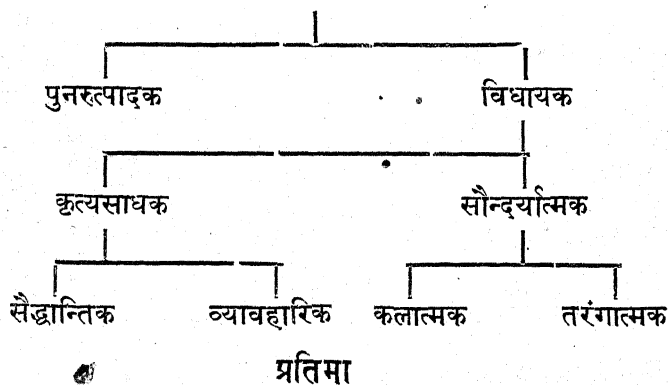 पुनरुत्पादक विधायक
कृत्यसाधक सौन्दर्यात्मक
सैद्धान्तिक व्यावहारिक कलात्मक तरंगात्मक
प्रतिमा